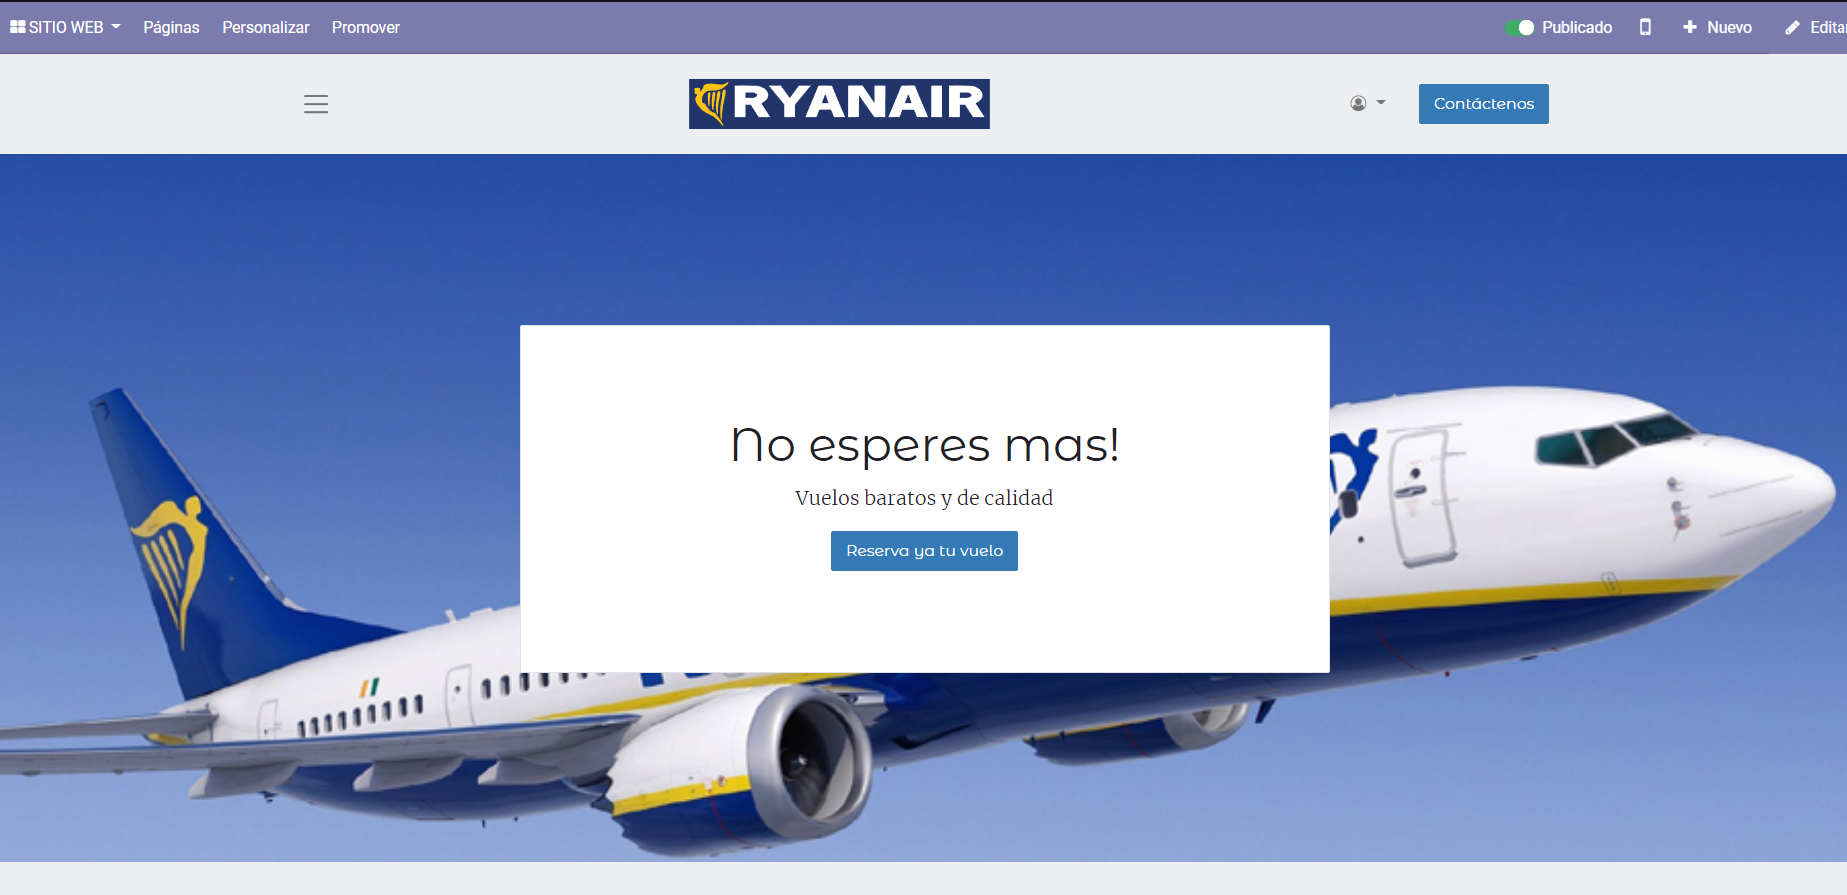 SITIO WEB Páginas Personalizar Promover Publicado Nuevo
RYANAIR Contáctenos
No esperes mas!
Vuelos baratos y de calidad
Reserva ya tu vuelo